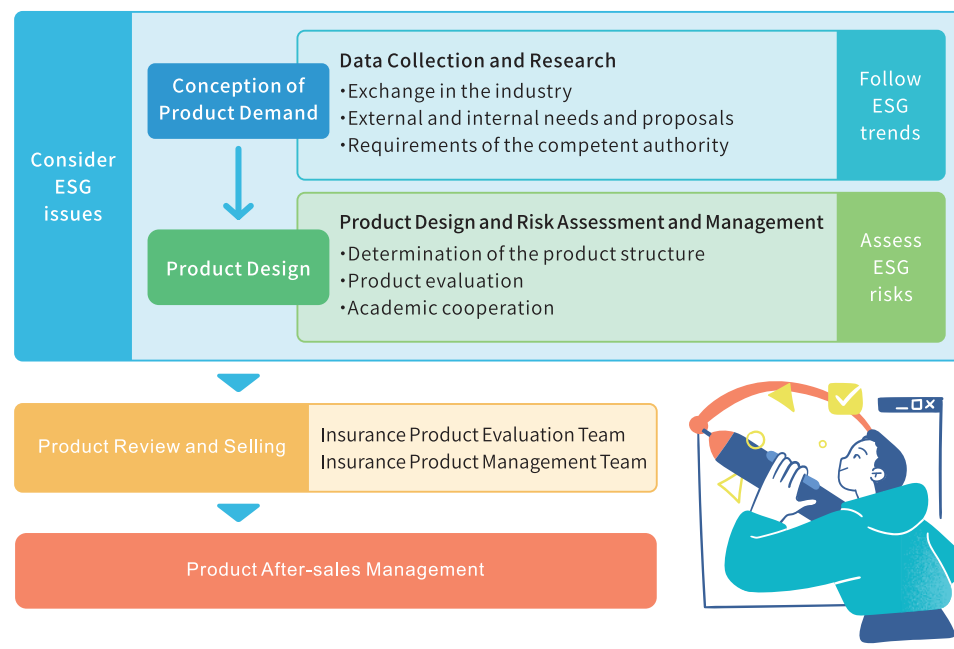 Consider
ESG
issues
Conception of
Product Demand
Data Collection and Research
•Exchange in the industry
•External and internal needs and proposals
•Requirements of the competent authority
Follow
ESG
trends
Product Design
Product Design and Risk Assessment and Management
•Determination of the product structure
•Product evaluation
•Academic cooperation
Assess
ESG
risks
Product Review and Selling
Insurance Product Evaluation Team
Insurance Product Management Team
Product After-sales Management